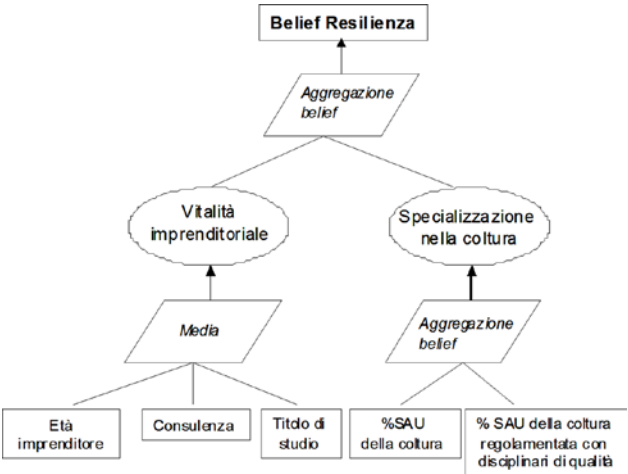 Belief Resilienza
Aggregazione
belief
Vitalità
imprenditoriale
Specializzazione
nella coltura
Media
Aggregazione
belief
Età
imprenditore
Consulenza
Titolo di
studio
%SAU
della coltura
% SAU della coltura
regolamentata con
disciplinari di qualità